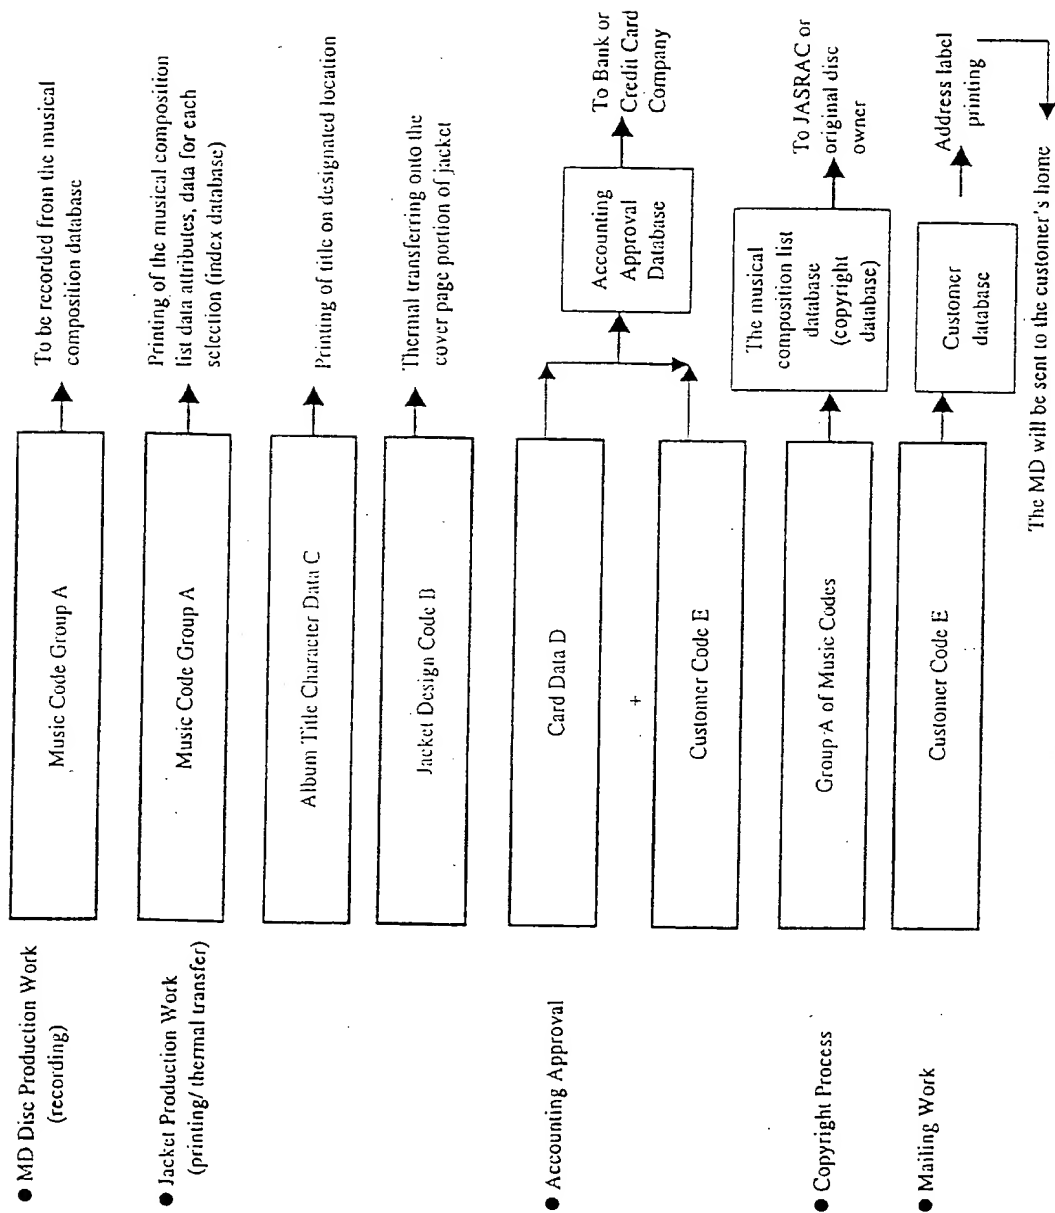 ● MD Disc Production Work
(recording)
Music Code Group A
To be recorded from the musical
composition database
● Jacket Production Work
(printing/ thermal transfer)
Music Code Group A
Printing of the musical composition
list data attributes, data for each
selection (index database)
Album Title Character Data C
Printing of title on designated location
Jacket Design Code B
Thermal transferring onto the
cover page portion of jacket
● Accounting Approval
Card Data D
+
Customer Code E
Accounting
Approval
Database
To Bank or
Credit Card
Company
● Copyright Process
Group A of Music Codes
The musical
composition list
database
(copyright
database)
To JASRAC or
original disc
owner
● Mailing Work
Customer Code E
Customer
database
Address label
printing
The MD will be sent to the customer's home